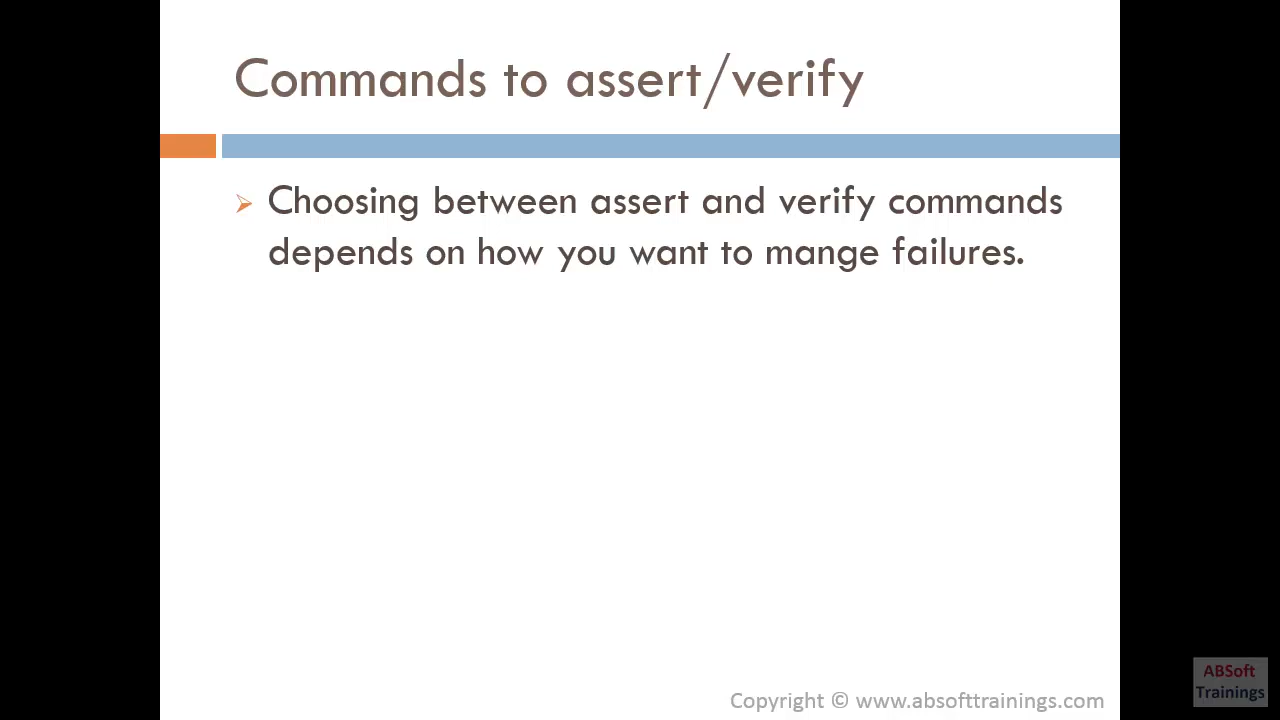 Commands to assert/verify
Choosing between assert and verify commands
depends on how you want to mange failures.
Copyright © www.absofttrainings.com
ABSoft
Trainings